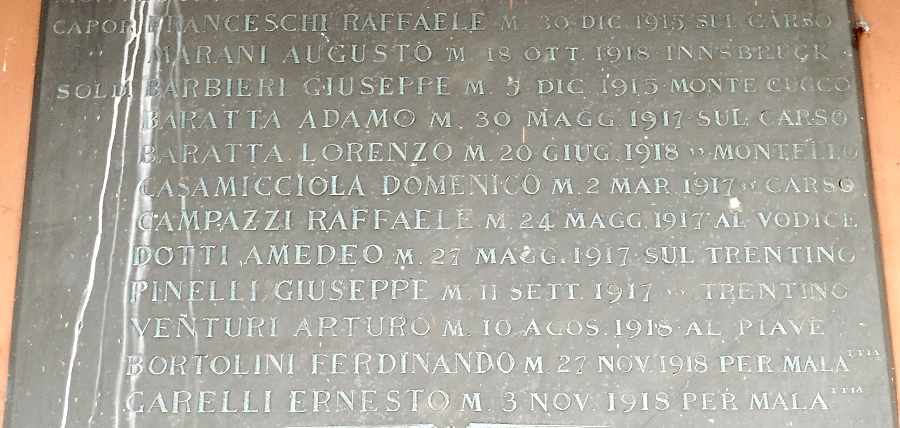 CAPOR. FRANCESCHI RAFFAELE M. 30 DIC 1915 SUL CARSO
" MARANI AUGUSTO M 18 OTT. 1918 INNSBRUCK
SOLD. BARBIERI GIUSEPPE M. 5 DIC. 1915 MONTE CUCCO
BARATTA ADAMO M. 30 MAGG. 1917 SUL CARSO
BARATTA LORENZO M. 20 GIUG. 1918 " MONTELLO
CASAMICCIOLA DOMENICO M. 2 MAR. 1917 " CARSO
CAMPAZZI RAFFAELE M 24 MAGG. 1917 AL VODICE
DOTTI AMEDEO M. 27 MAGG. 1917 SUL TRENTINO
PINELLI GIUSEPPE M. 11 SETT. 1917 " TRENTINO
VENTURI ARTURO M. 10 AGOS. 1918 AL PIAVE
BORTOLINI FERDINANDO M. 27 NOV. 1918 PER MALATTIA
GARELLI ERNESTO M. 3 NOV. 1918 PER MALATTIA